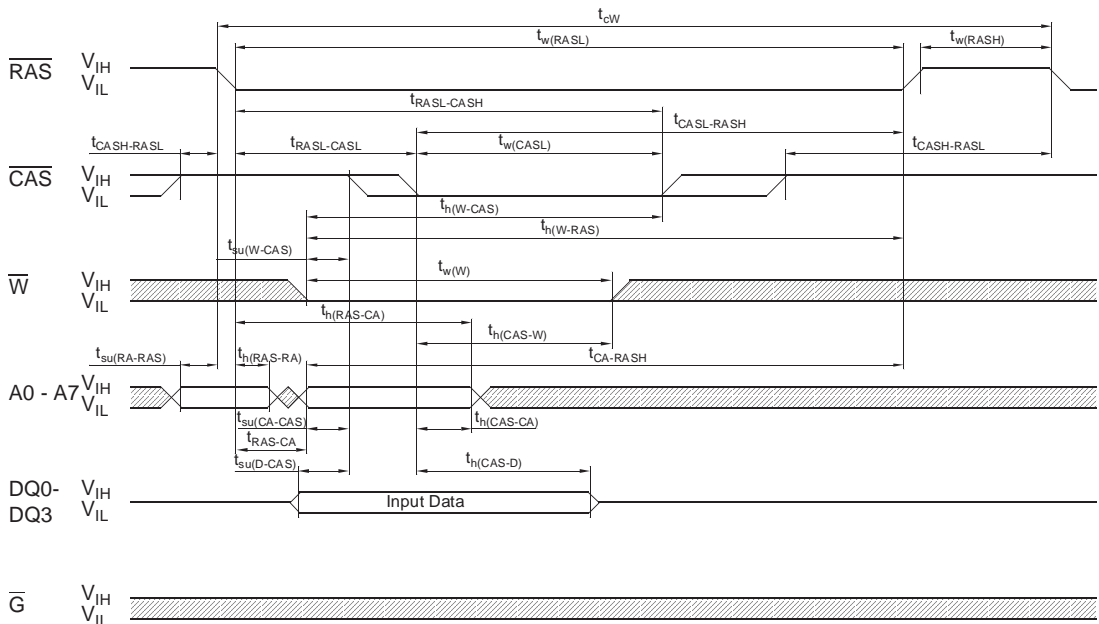 tcW
tw(RASL)
tw(RASH)
RAS VIH
VIL
tRASL-CASH
tCASL-RASH
tCASH-RASL
tRASL-CASL
tw(CASL)
tCASH-RASL
CAS VIH
VIL
th(W-CAS)
th(W-RAS)
tsu(W-CAS)
tw(W)
W VIH
VIL
th(RAS-CA)
th(CAS-W)
tsu(RA-RAS)
th(RAS-RA)
tCA-RASH
A0 - A7 VIH
VIL
tsu(CA-CAS)
th(CAS-CA)
tRAS-CA
tsu(D-CAS)
th(CAS-D)
DQ0-
DQ3
VIH
VIL
Input Data
G VIH
VIL